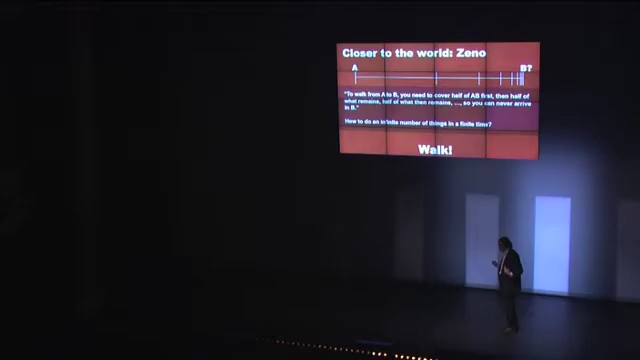 Closer to the world: Zeno
A B?
"To walk from A to B, you need to cover half of AB first, then half of
what remains, half of what then remains, ..., so you can never arrive
in B."
How to do an infinite number of things in a finite time?
Walk!